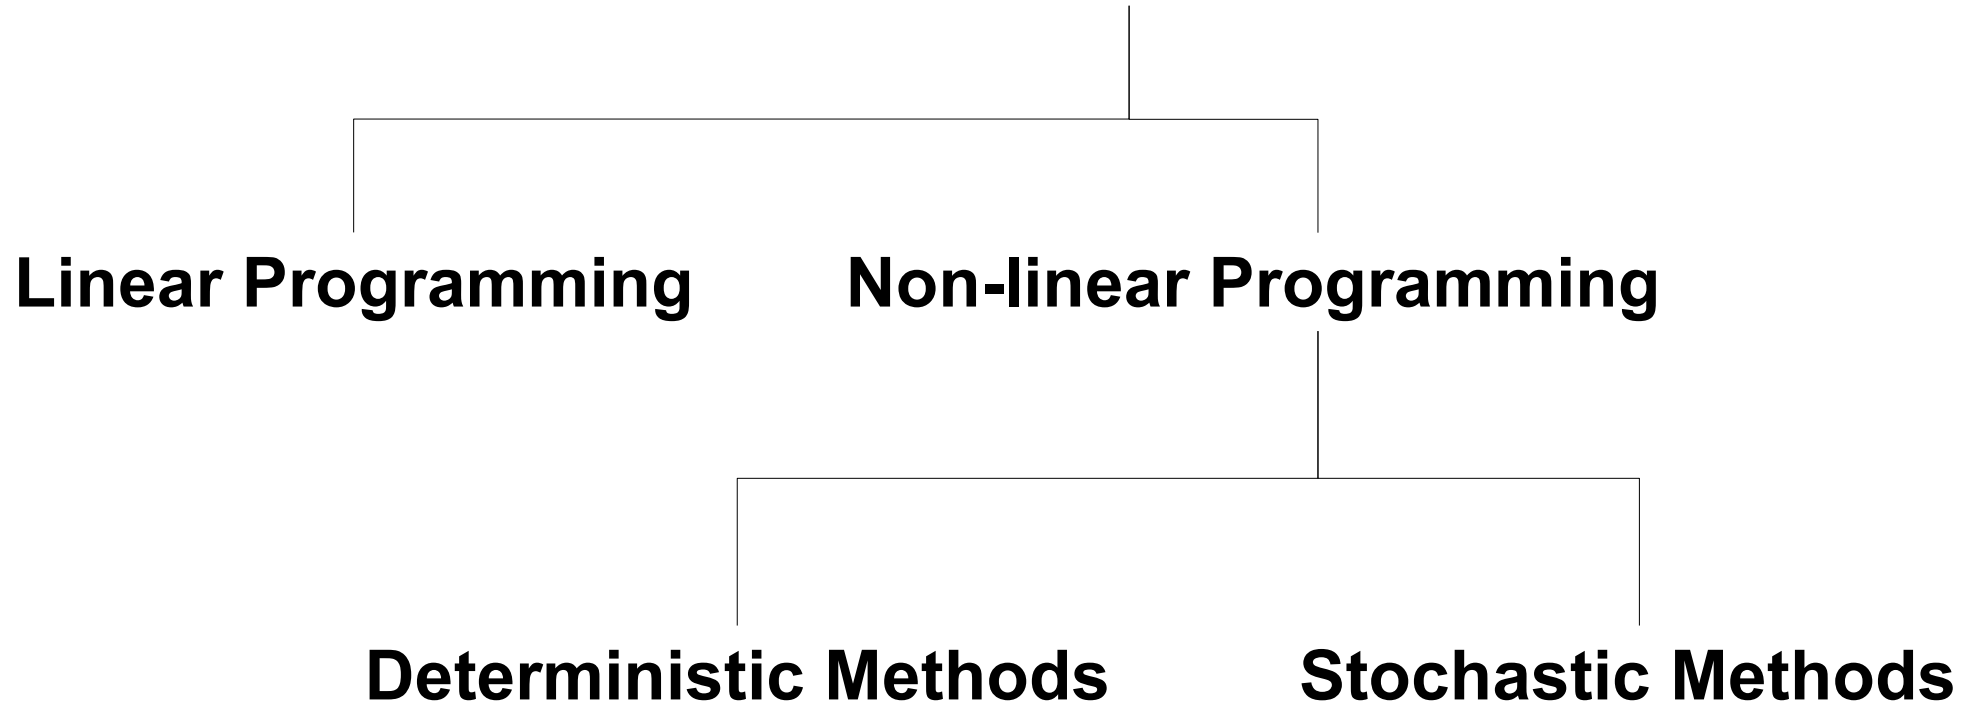 Linear Programming
Non-linear Programming
Deterministic Methods
Stochastic Methods